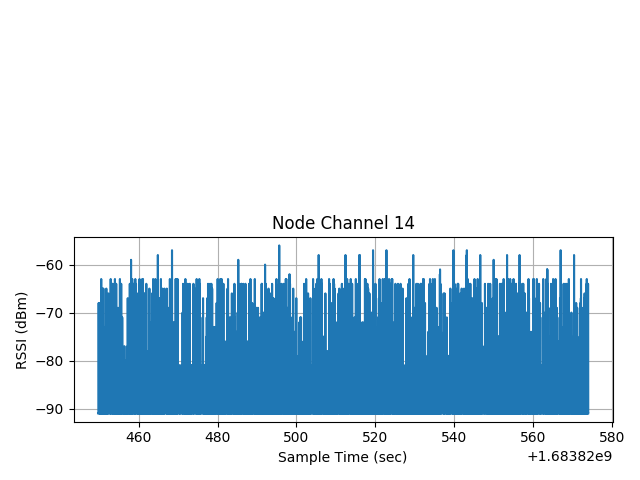 Node Channel 14
RSSI (dBm)
−60
−70
−80
−90
460 480 500 520 540 560 580
Sample Time (sec)
+1.68382e9